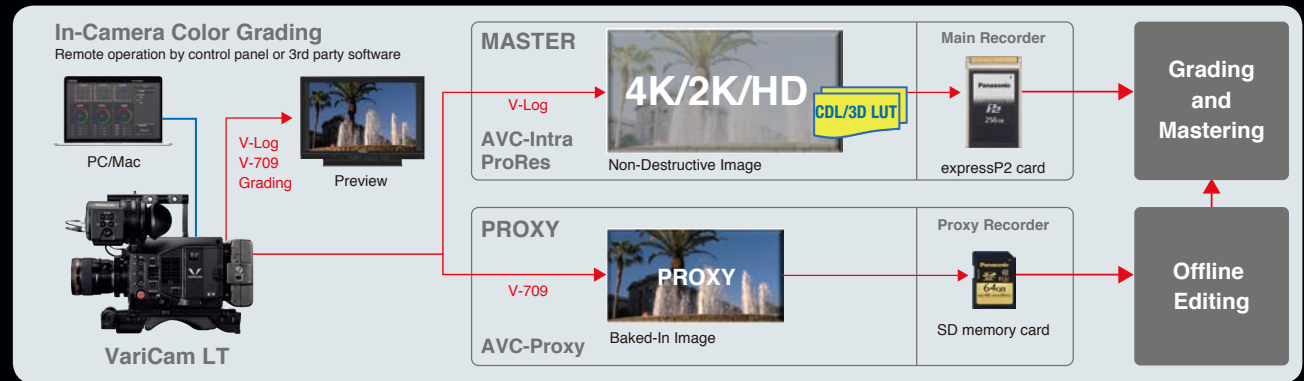 In-Camera Color Grading
Remote operation by control panel or 3rd party software
PC/Mac
V-Log
V-709
Grading
Preview
VariCam LT
MASTER
V-Log
AVC-Intra
ProRes
4K/2K/HD
CDL/3D LUT
Non-Destructive Image
Main Recorder
Panasonic
P2
256GB
expressP2 card
PROXY
V-709
AVC-Proxy
PROXY
Baked-In Image
Proxy Recorder
Panasonic
64GB
SD memory card
Grading
and
Mastering
Offline
Editing